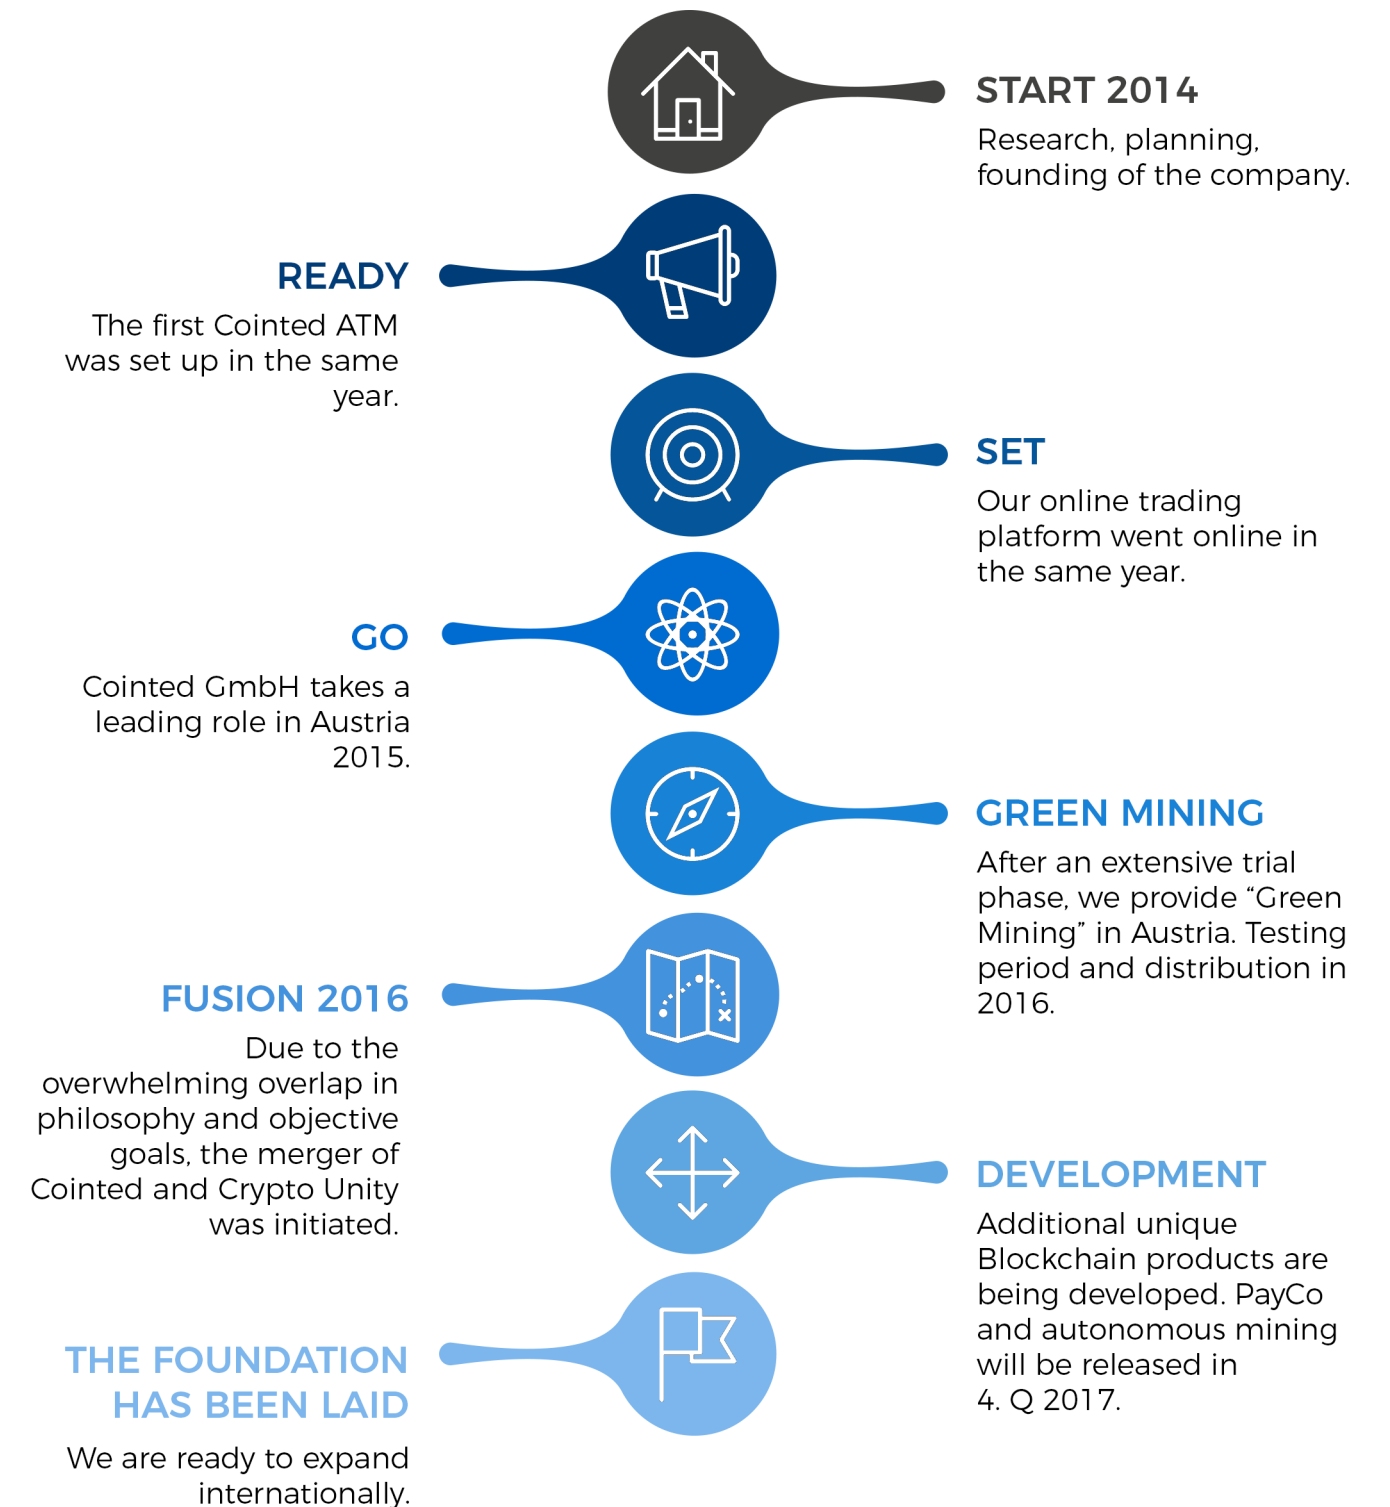 START 2014
Research, planning,
founding of the company.
READY
The first Cointed ATM
was set up in the same
year.
SET
Our online trading
platform went online in
the same year.
GO
Cointed GmbH takes a
leading role in Austria
2015.
GREEN MINING
After an extensive trial
phase, we provide “Green
Mining” in Austria. Testing
period and distribution in
2016.
FUSION 2016
Due to the
overwhelming overlap in
philosophy and objective
goals, the merger of
Cointed and Crypto Unity
was initiated.
DEVELOPMENT
Additional unique
Blockchain products are
being developed. PayCo
and autonomous mining
will be released in
4. Q 2017.
THE FOUNDATION
HAS BEEN LAID
We are ready to expand
internationally.